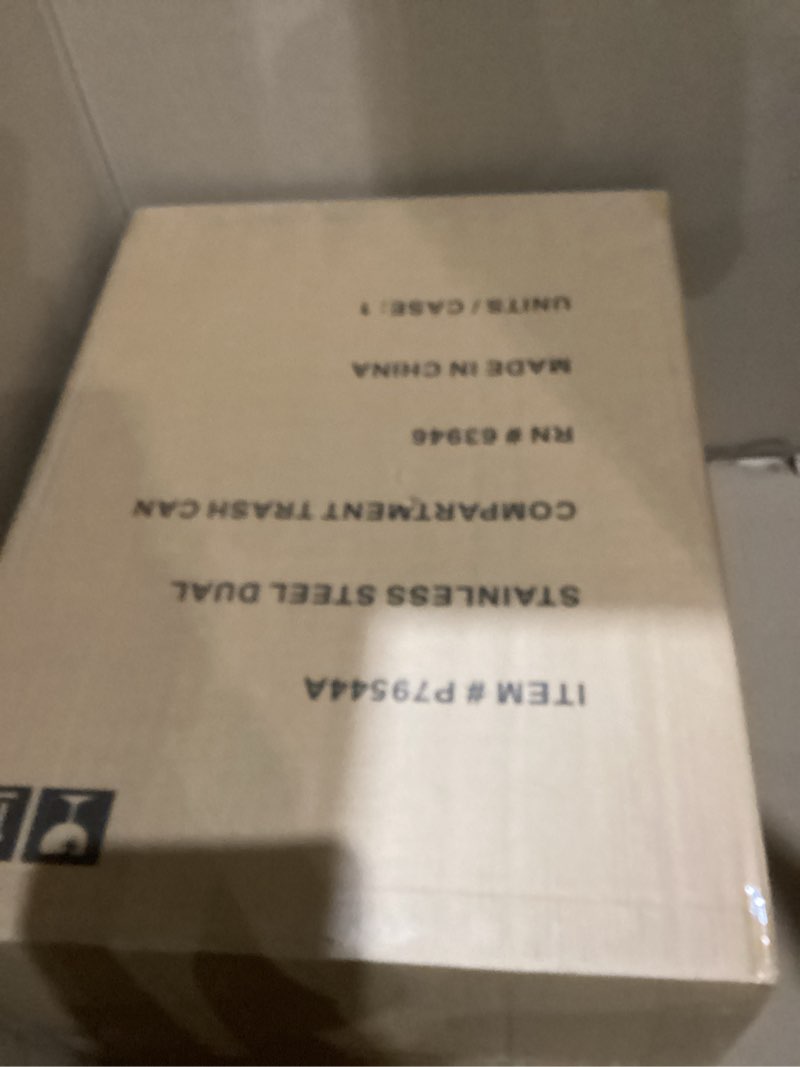 ITEM # P79544A
STAINLESS STEEL DUAL
COMPARTMENT TRASH CAN
RN # 63946
MADE IN CHINA
UNITS / CASE: 1